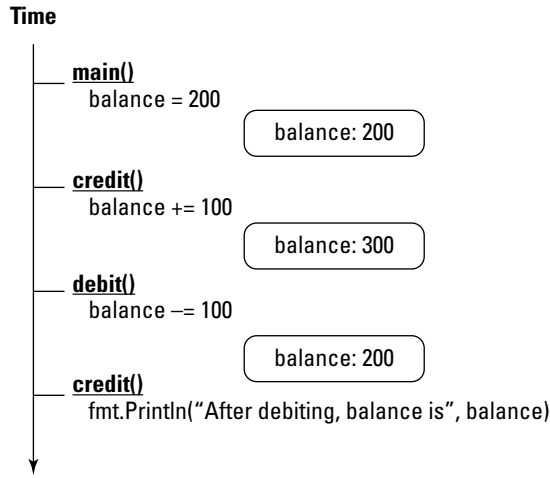 Time
main()
balance = 200
balance: 200
credit()
balance += 100
balance: 300
debit()
balance –= 100
balance: 200
credit()
fmt.Println(“After debiting, balance is”, balance)